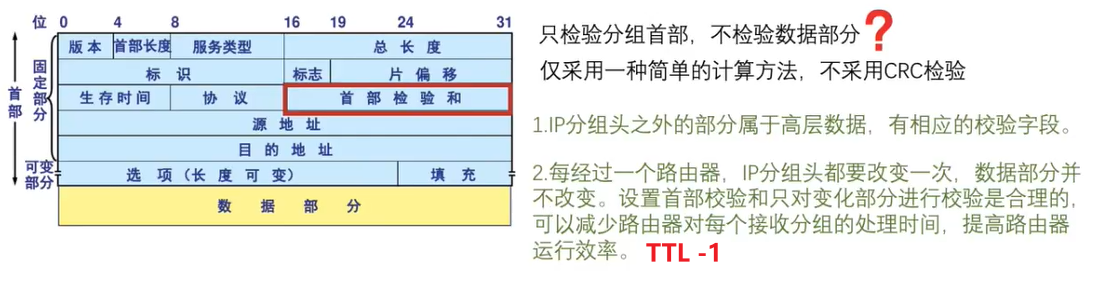 位 0 4 8 16 19 24 31
版本 首部长度 服务类型 总长度
标识 标志 片偏移
生存时间 协议 首部检验和
源地址
目的地址
选项(长度可变) 填充
数据部分
首部
固定部分
可变部分
只检验分组首部，不检验数据部分❓
仅采用一种简单的计算方法，不采用CRC检验
1.IP分组头之外的部分属于高层数据，有相应的校验字段。
2.每经过一个路由器，IP分组头都要改变一次，数据部分并
不改变。设置首部校验和只对变化部分进行校验是合理的，
可以减少路由器对每个接收分组的处理时间，提高路由器
运行效率。 TTL -1